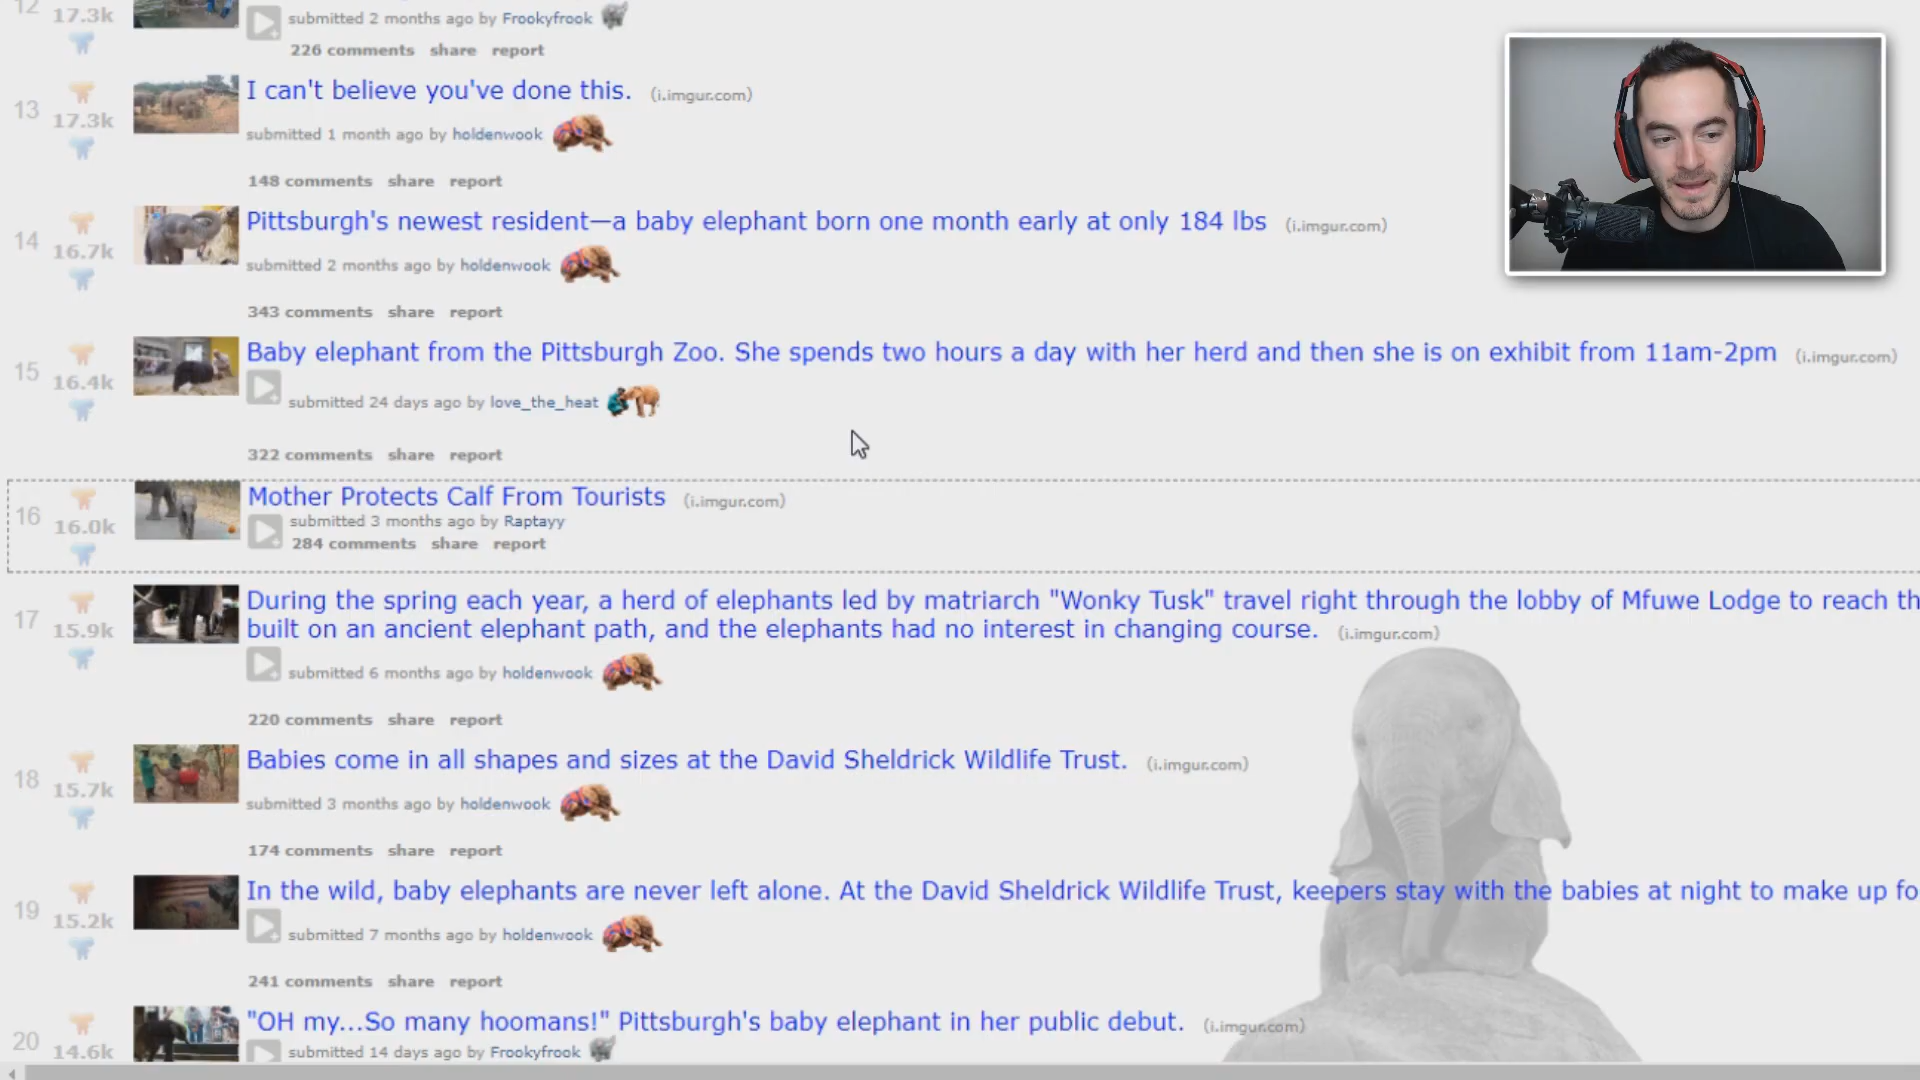 12
17.3k
submitted 2 months ago by Frookyfrook
226 comments share report
13
17.3k
I can't believe you've done this. (i.imgur.com)
submitted 1 month ago by holdenwook
148 comments share report
14
16.7k
Pittsburgh's newest resident—a baby elephant born one month early at only 184 lbs (i.imgur.com)
submitted 2 months ago by holdenwook
343 comments share report
15
16.4k
Baby elephant from the Pittsburgh Zoo. She spends two hours a day with her herd and then she is on exhibit from 11am-2pm (i.imgur.com)
submitted 24 days ago by love_the_heat
322 comments share report
16
16.0k
Mother Protects Calf From Tourists (i.imgur.com)
submitted 3 months ago by Raptayy
284 comments share report
17
15.9k
During the spring each year, a herd of elephants led by matriarch "Wonky Tusk" travel right through the lobby of Mfuwe Lodge to reach th
built on an ancient elephant path, and the elephants had no interest in changing course. (i.imgur.com)
submitted 6 months ago by holdenwook
220 comments share report
18
15.7k
Babies come in all shapes and sizes at the David Sheldrick Wildlife Trust. (i.imgur.com)
submitted 3 months ago by holdenwook
174 comments share report
19
15.2k
In the wild, baby elephants are never left alone. At the David Sheldrick Wildlife Trust, keepers stay with the babies at night to make up fo
submitted 7 months ago by holdenwook
241 comments share report
20
14.6k
"OH my...So many hoomans!" Pittsburgh's baby elephant in her public debut. (i.imgur.com)
submitted 14 days ago by Frookyfrook